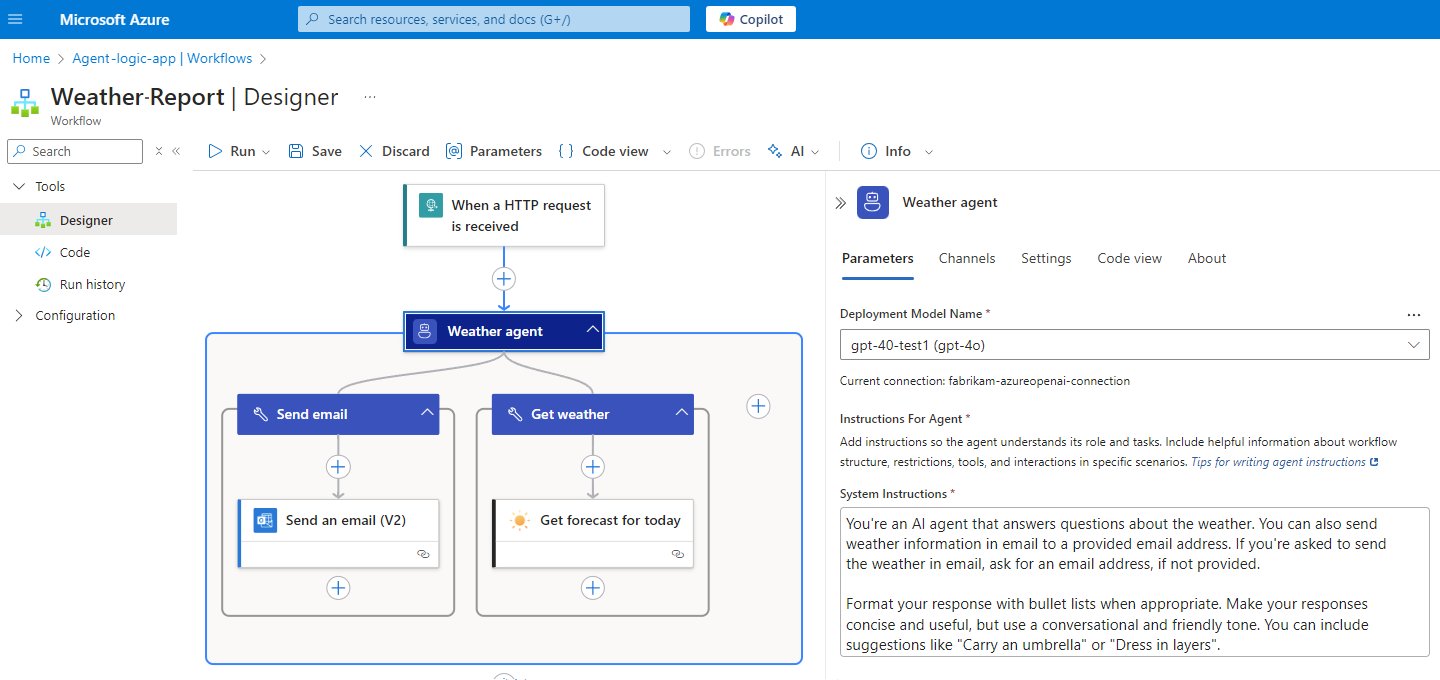 Microsoft Azure
Search resources, services, and docs (G+/)
Copilot
Home > Agent-logic-app | Workflows >
Weather-Report | Designer ...
Workflow
Search
Run
Save
Discard
Parameters
Code view
Errors
AI
Info
Tools
Designer
Code
Run history
Configuration
When a HTTP request
is received
Weather agent
Send email
Get weather
Send an email (V2)
Get forecast for today
Weather agent
Parameters
Channels
Settings
Code view
About
Deployment Model Name *
gpt-40-test1 (gpt-4o)
Current connection: fabrikam-azureopenai-connection
Instructions For Agent *
Add instructions so the agent understands its role and tasks. Include helpful information about workflow
structure, restrictions, tools, and interactions in specific scenarios. Tips for writing agent instructions
System Instructions *
You're an AI agent that answers questions about the weather. You can also send
weather information in email to a provided email address. If you're asked to send
the weather in email, ask for an email address, if not provided.
Format your response with bullet lists when appropriate. Make your responses
concise and useful, but use a conversational and friendly tone. You can include
suggestions like "Carry an umbrella" or "Dress in layers".